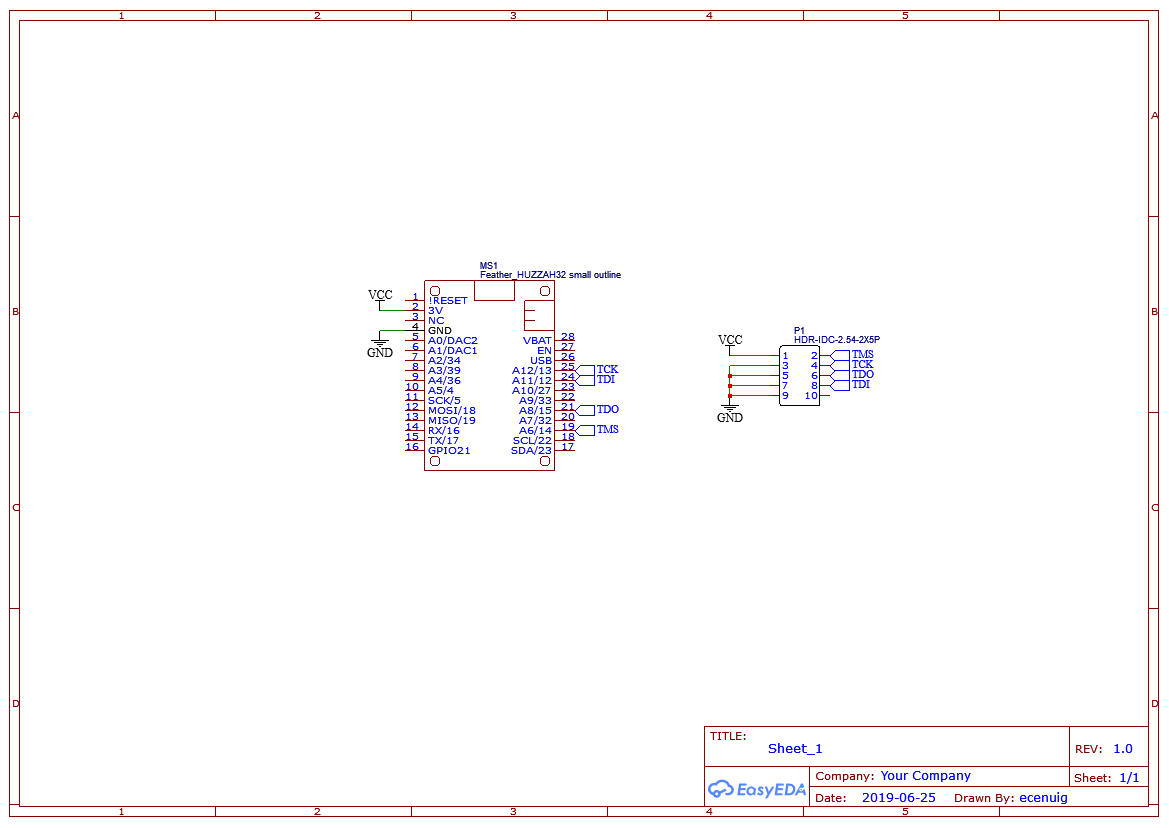 1 2 3 4 5
A A
B B
C C
D D
MS1
Feather_HUZZAH32 small outline
VCC
GND
1 !RESET
2 3V
3 NC
4 GND
5 A0/DAC2
6 A1/DAC1
7 A2/34
8 A3/39
9 A4/36
10 A5/4
11 SCK/5
12 MOSI/18
13 MISO/19
14 RX/16
15 TX/17
16 GPIO21
VBAT 28
EN 27
USB 26
A12/13 25 TCK
A11/12 24 TDI
A10/27 23
A9/33 22
A8/15 21 TDO
A7/32 20
A6/14 19 TMS
SCL/22 18
SDA/23 17
P1
HDR-IDC-2.54-2X5P
VCC
1 2 TMS
3 4 TCK
5 6 TDO
7 8 TDI
9 10
GND
TITLE:
Sheet_1
REV: 1.0
EasyEDA
Company: Your Company
Sheet: 1/1
Date: 2019-06-25 Drawn By: ecenuig
1 2 3 4 5